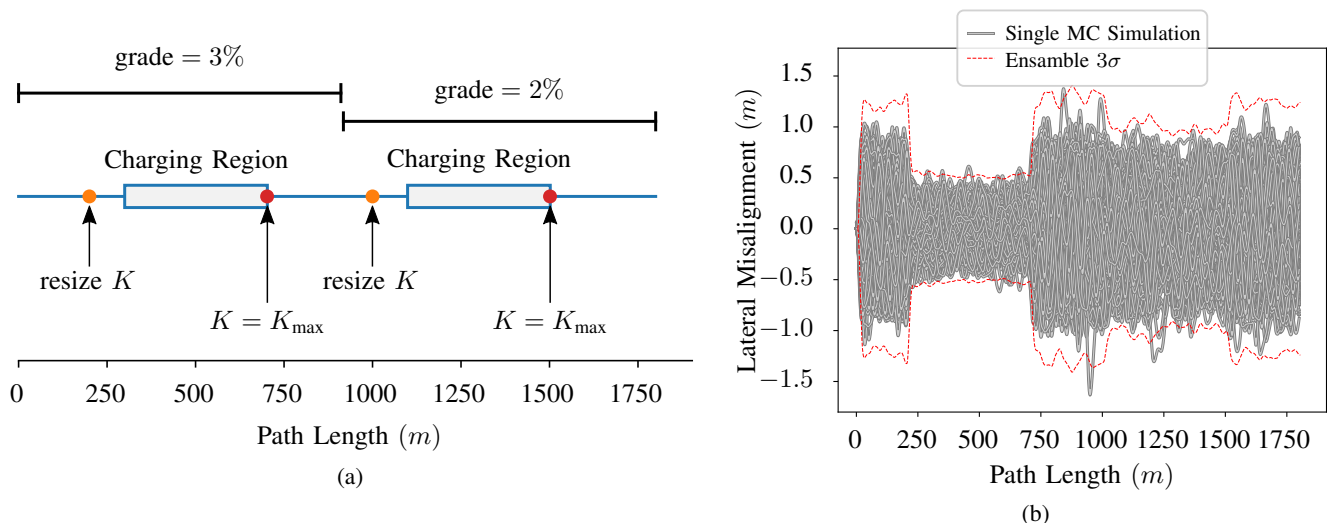 grade = 3%
grade = 2%
Charging Region
Charging Region
resize K
resize K
K = K_max
K = K_max
0 250 500 750 1000 1250 1500 1750
Path Length (m)
(a)
Single MC Simulation
Ensamble 3σ
Lateral Misalignment (m)
1.5
1.0
0.5
0.0
−0.5
−1.0
−1.5
0 250 500 750 1000 1250 1500 1750
Path Length (m)
(b)